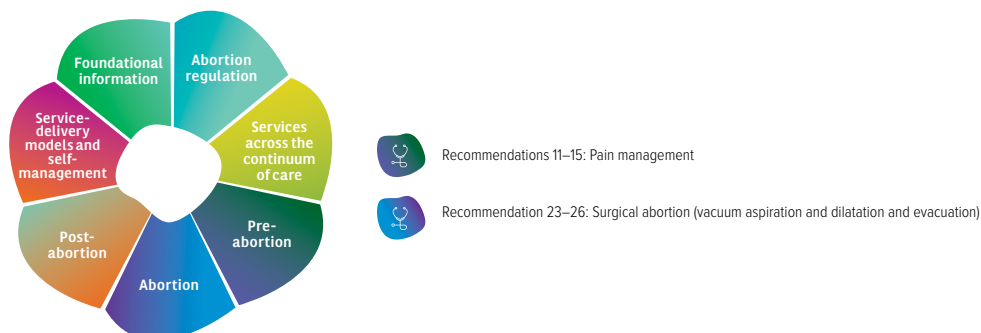 Foundational
information
Abortion
regulation
Services
across the
continuum
of care
Pre-
abortion
Abortion
Post-
abortion
Service-
delivery
models and
self-
management
Recommendations 11–15: Pain management
Recommendation 23–26: Surgical abortion (vacuum aspiration and dilatation and evacuation)